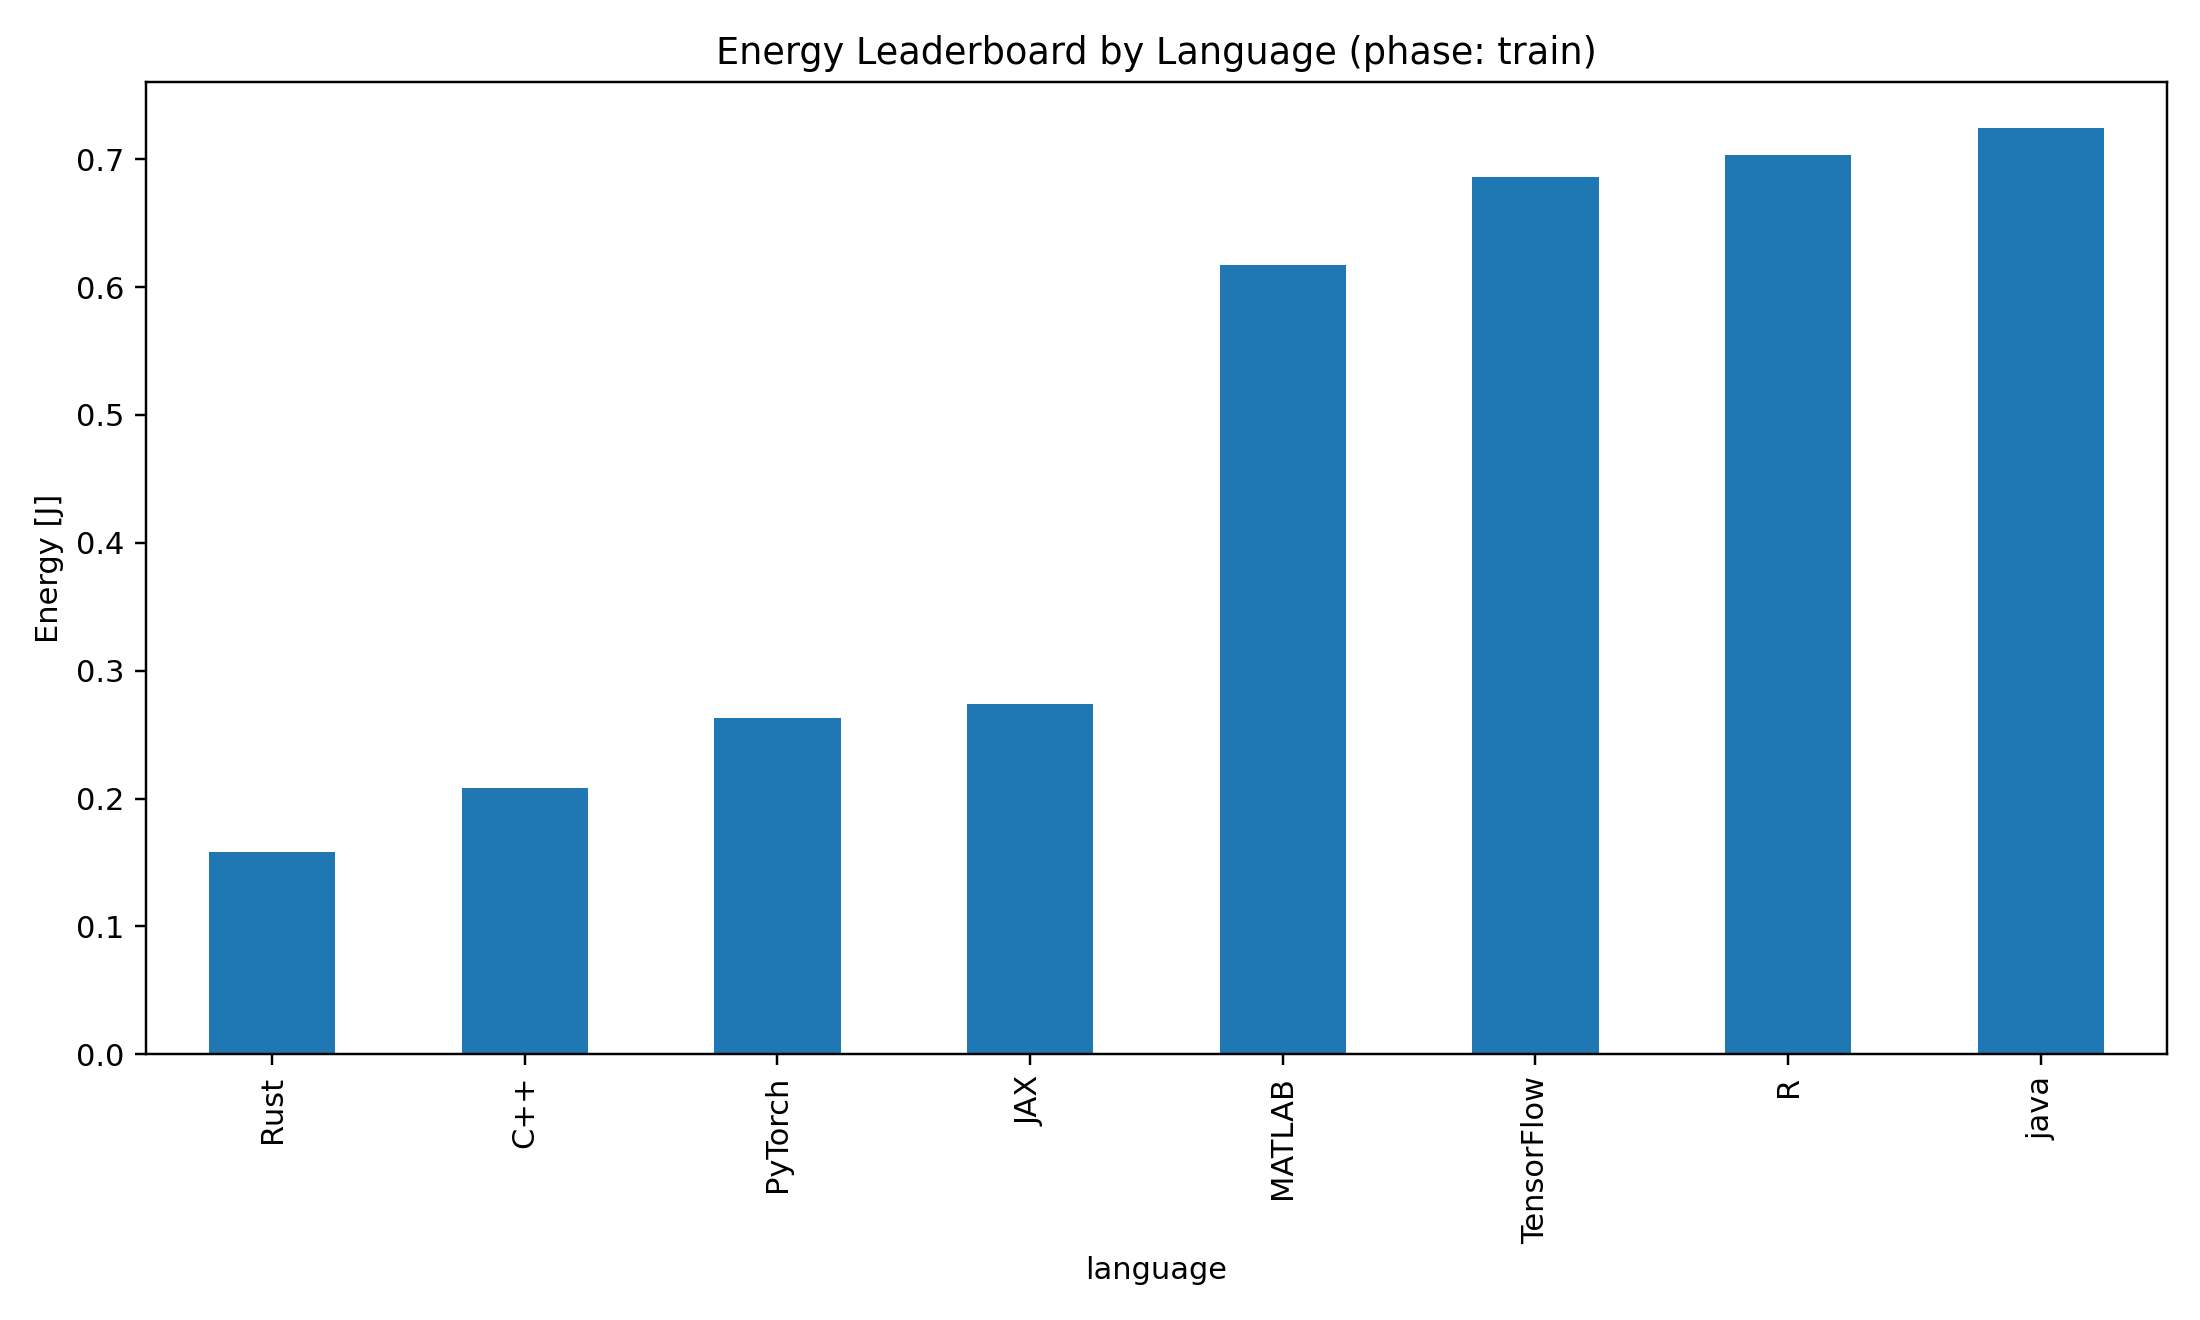 Energy Leaderboard by Language (phase: train)
Energy [J]
0.7
0.6
0.5
0.4
0.3
0.2
0.1
0.0
Rust
C++
PyTorch
JAX
MATLAB
TensorFlow
R
java
language